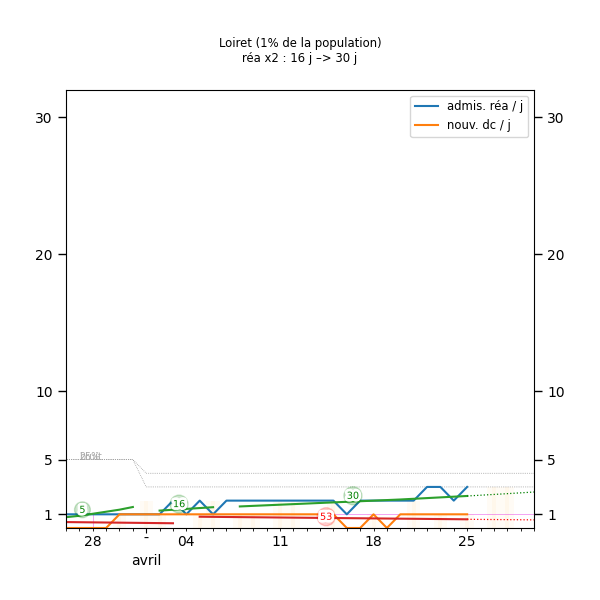 Loiret (1% de la population)
réa x2 : 16 j –> 30 j
admis. réa / j
nouv. dc / j
30 30
20 20
10 10
5 5
1 1
5
16
30
53
28 - 04 11 18 25
avril